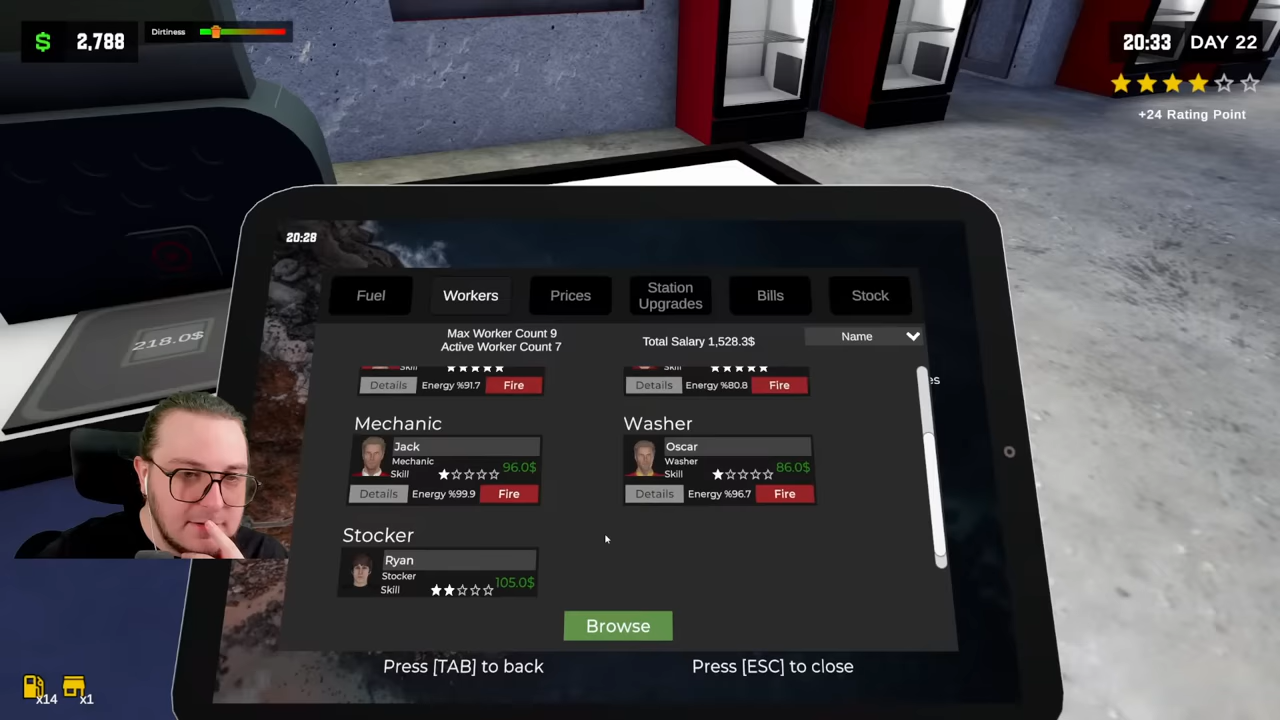 $ 2,788
Dirtiness
20:33 DAY 22
+24 Rating Point
20:28
Fuel
Workers
Prices
Station
Upgrades
Bills
Stock
Max Worker Count 9
Active Worker Count 7
Total Salary 1,528.3$
Name
es
Skill
Skill
Details Energy %91.7 Fire
Details Energy %80.8 Fire
Mechanic
Jack
Mechanic
Skill
96.0$
Details Energy %99.9 Fire
Washer
Oscar
Washer
Skill
86.0$
Details Energy %96.7 Fire
Stocker
Ryan
Stocker
Skill
105.0$
Browse
Press [TAB] to back
Press [ESC] to close
218.0$
x14
x1